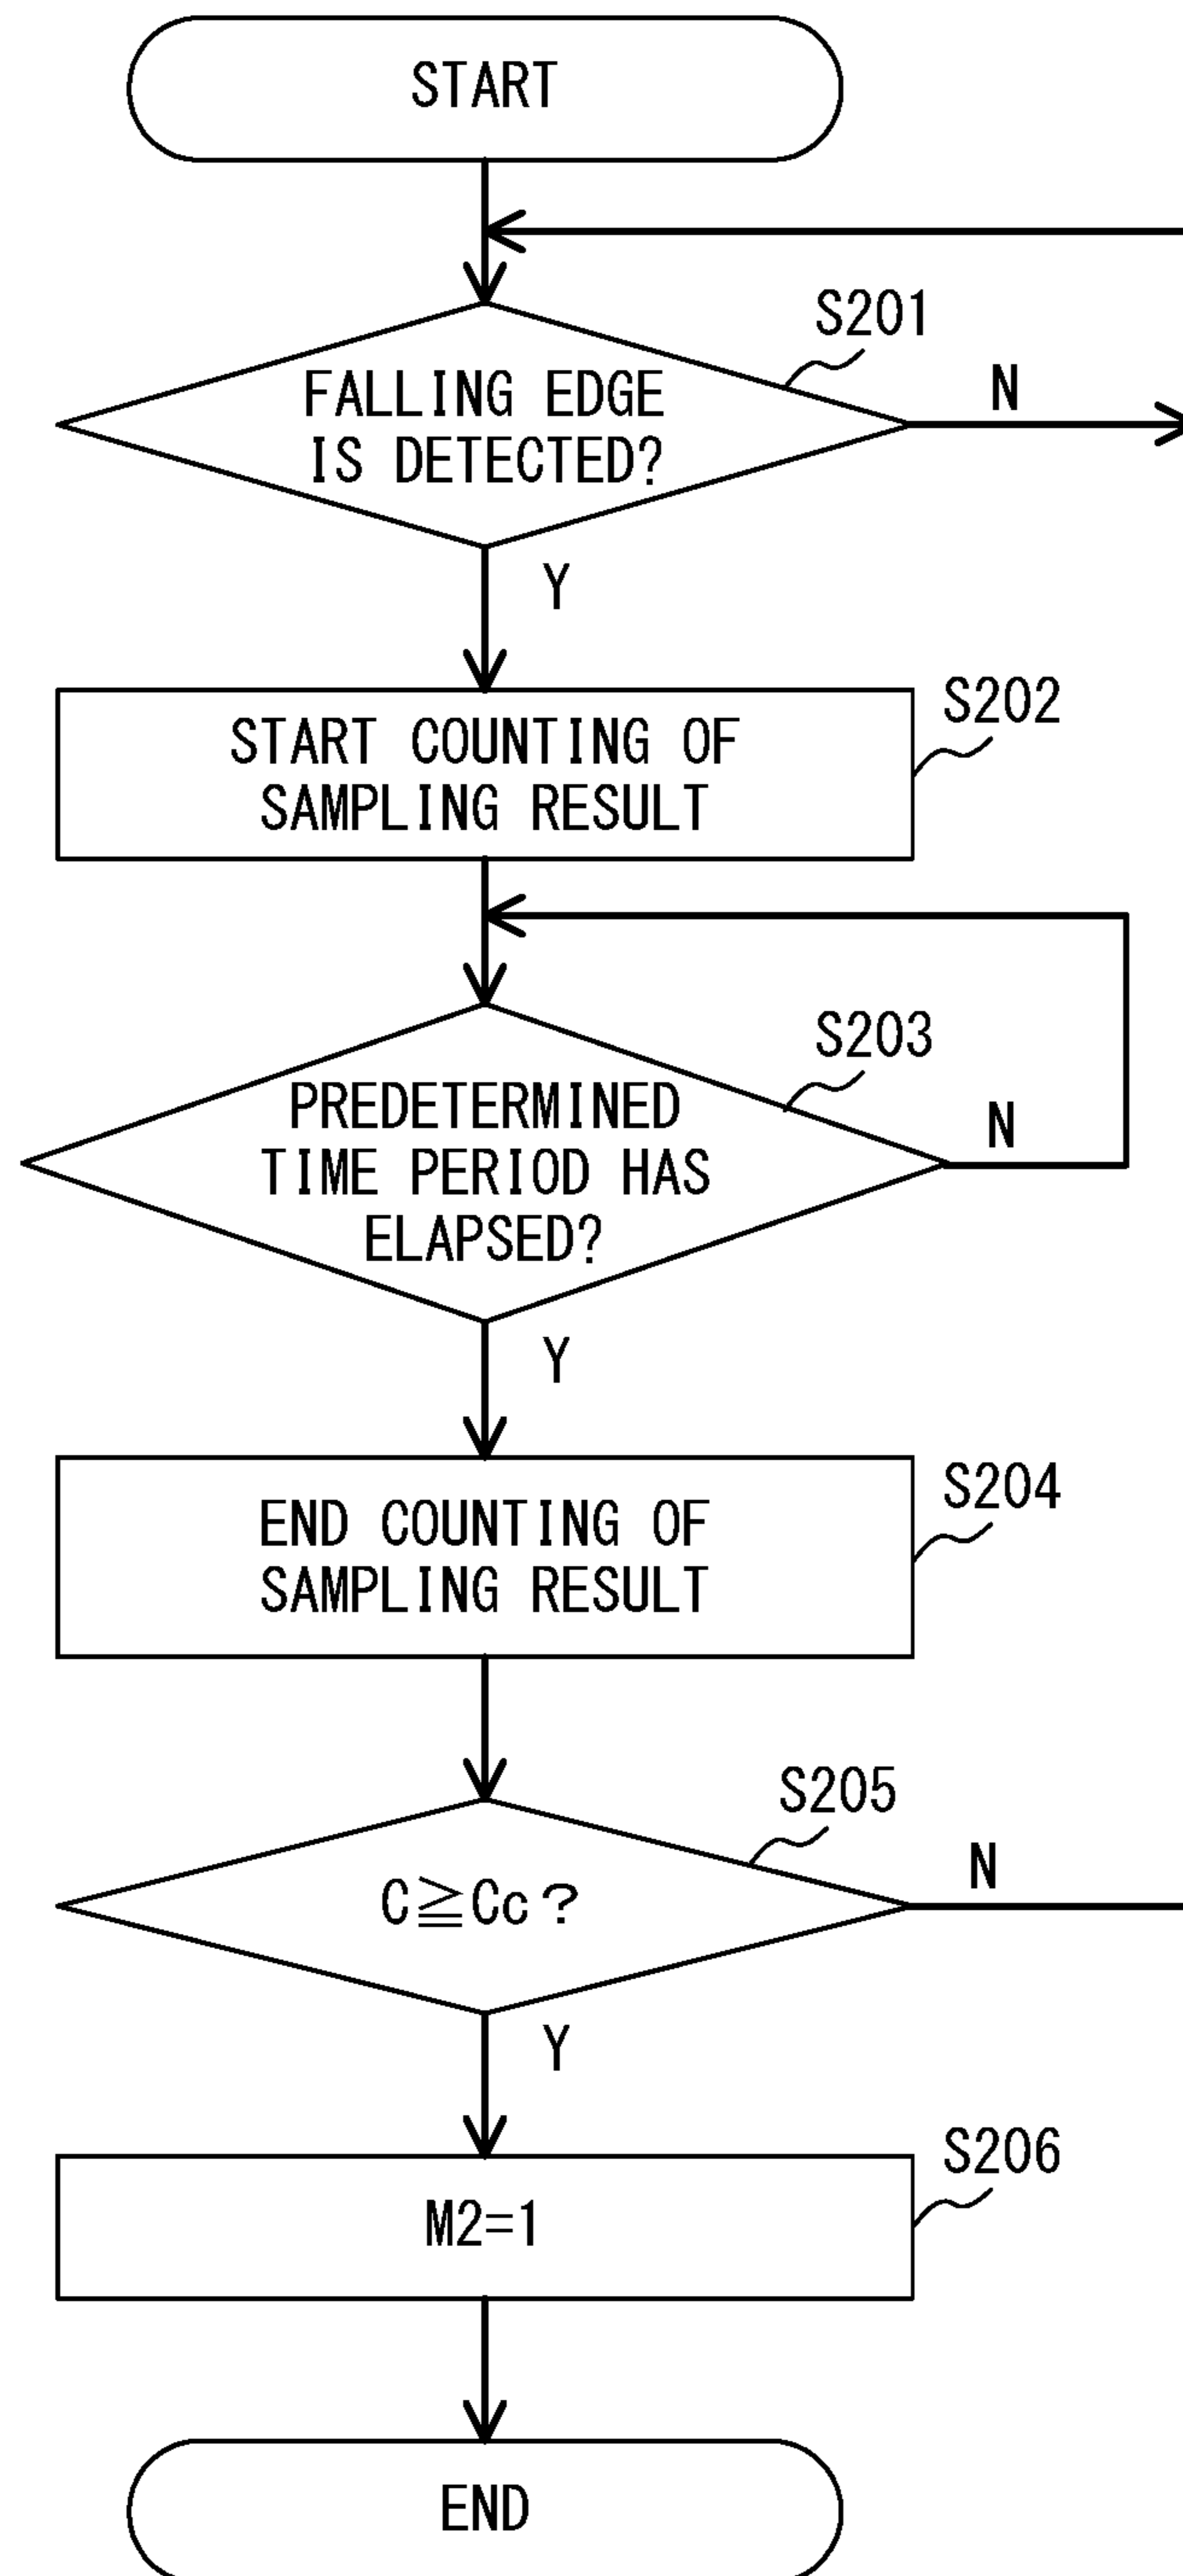 START
S201
FALLING EDGE
IS DETECTED?
N
Y
S202
START COUNTING OF
SAMPLING RESULT
S203
PREDETERMINED
TIME PERIOD HAS
ELAPSED?
N
Y
S204
END COUNTING OF
SAMPLING RESULT
S205
C≧Cc?
N
Y
S206
M2=1
END